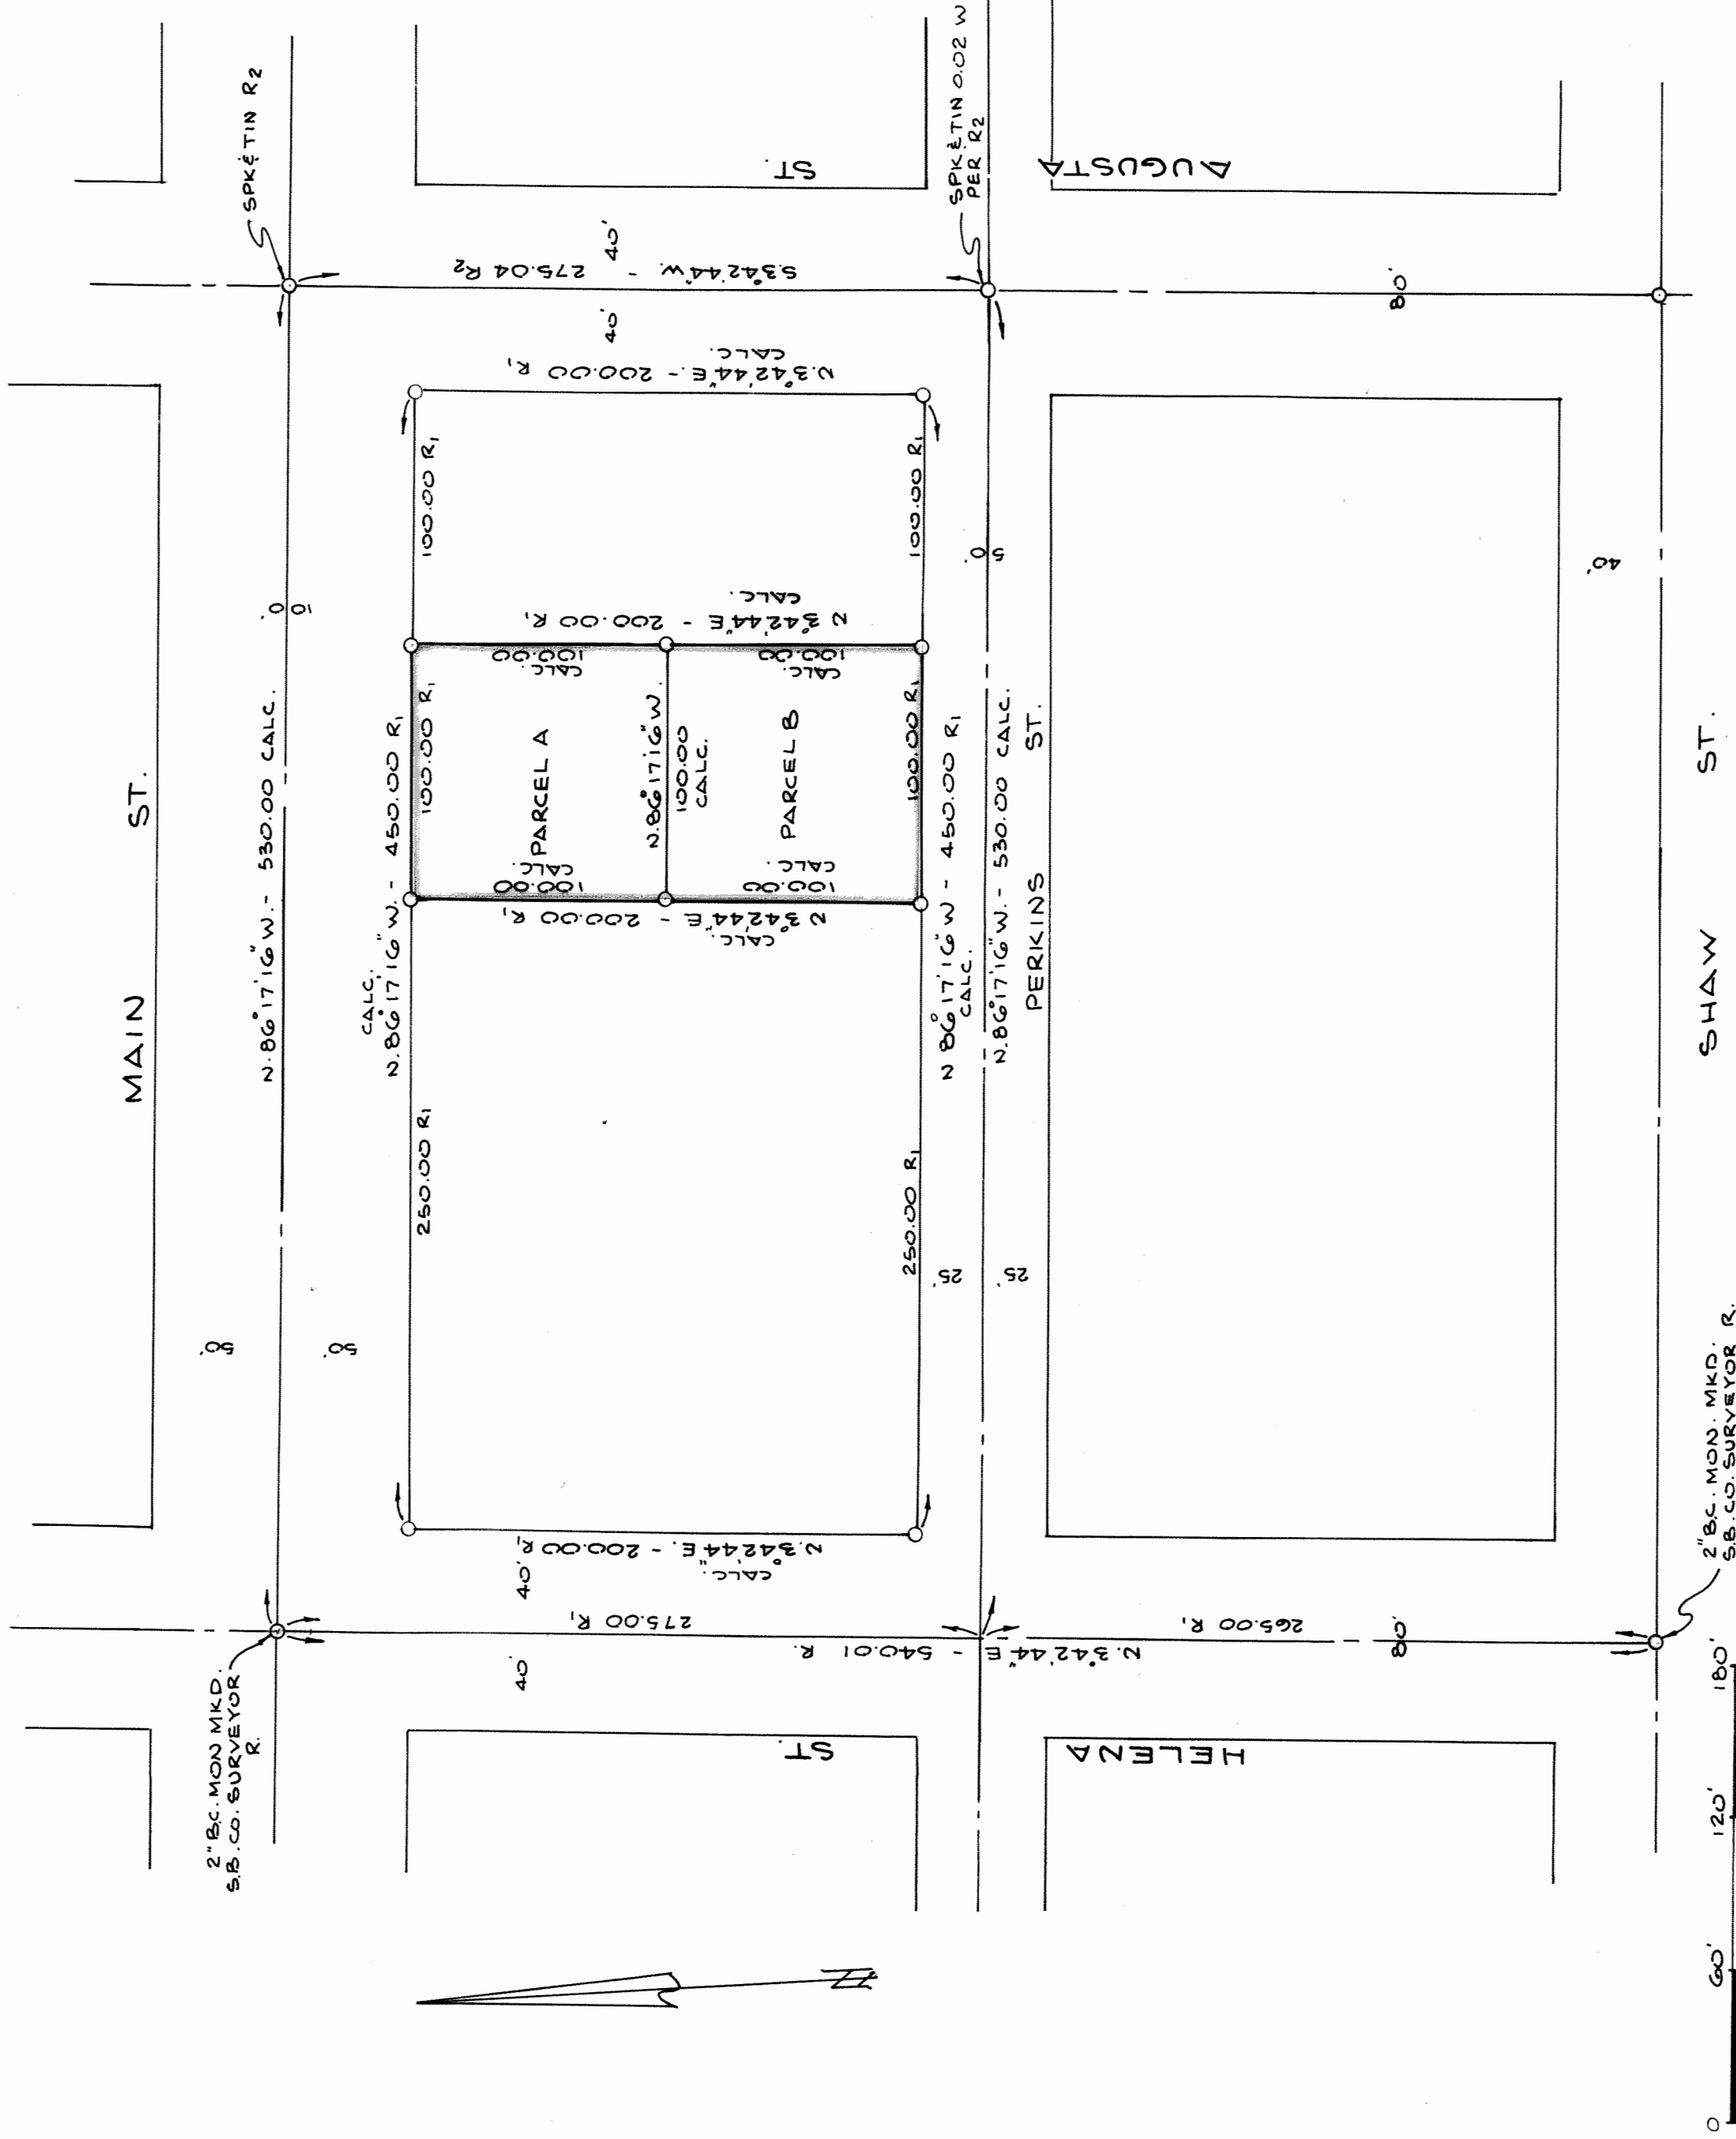 SPK & TIN R2
SPK & TIN 0.02 W
PER R2
MAIN ST.
N.86°17'16"W. - 530.00 CALC.
100'
CALC.
N.86°17'16"W. - 450.00 R1
250.00 R1
100.00 R1
100.00 R1
AUGUSTA ST.
S.3°42'44"W. - 275.04 R2
40'
40'
80'
N.3°42'44"E. - 200.00 R1
CALC.
N 3°42'44"E - 200.00 R1
CALC.
100.00
CALC.
100.00
CALC.
PARCEL A
N.86°17'16"W.
100.00
CALC.
PARCEL B
100.00
CALC.
100.00
CALC.
N 3°42'44"E - 200.00 R1
CALC.
250.00 R1
100.00 R1
100.00 R1
N 86°17'16"W - 450.00 R1
CALC.
N.86°17'16"W. - 530.00 CALC.
50'
PERKINS ST.
25'
25'
50'
50'
40'
SHAW ST.
N.3°42'44"E. - 200.00 R1
CALC.
40'
40'
275.00 R1
265.00 R1
N.3°42'44"E - 540.01 R.
80'
HELENA ST.
2" B.C. MON MKD.
S.B. CO. SURVEYOR
R.
2" B.C. MON. MKD.
S.B. CO. SURVEYOR R.
N
0 60' 120' 180'